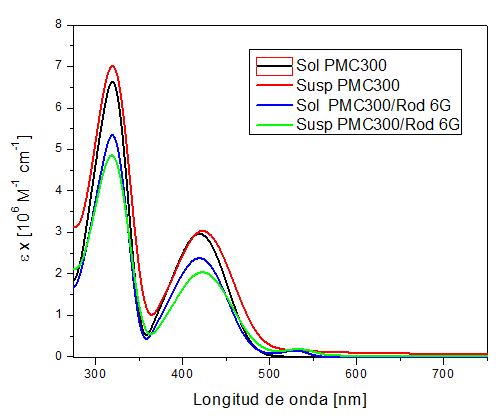 8
7
6
5
4
3
2
1
0
ε x [10⁶ M⁻¹ cm⁻¹]
Sol PMC300
Susp PMC300
Sol PMC300/Rod 6G
Susp PMC300/Rod 6G
300 400 500 600 700
Longitud de onda [nm]